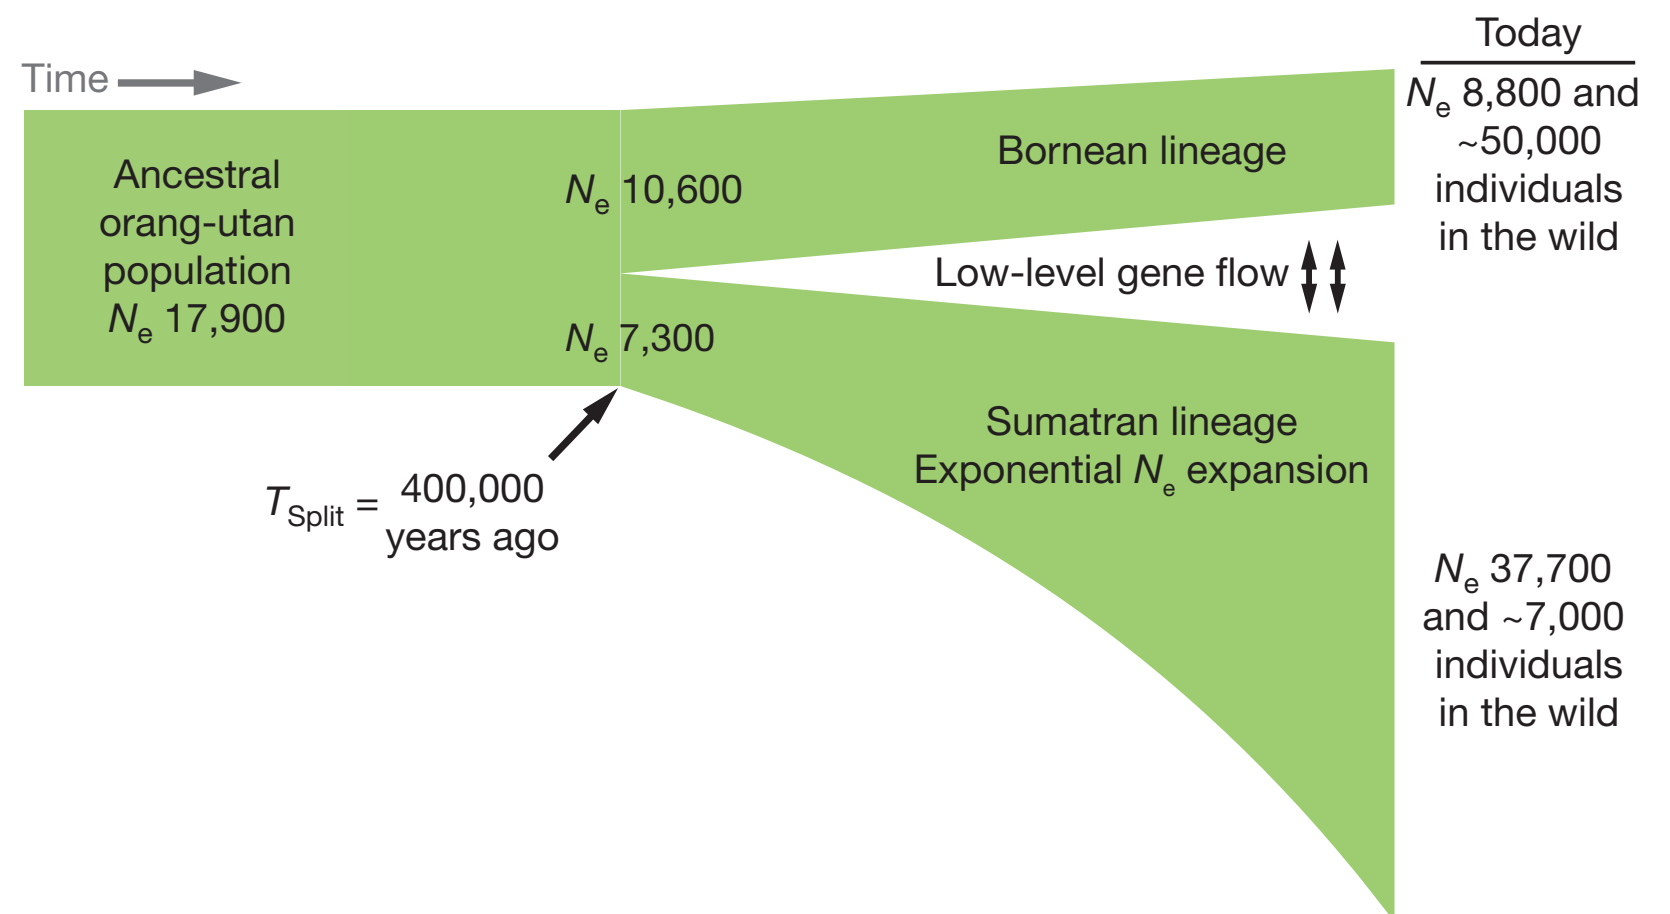 Time
Today
Ancestral
orang-utan
population
Ne 17,900
Ne 10,600
Ne 7,300
TSplit = 400,000
years ago
Bornean lineage
Low-level gene flow
Sumatran lineage
Exponential Ne expansion
Ne 8,800 and
~50,000
individuals
in the wild
Ne 37,700
and ~7,000
individuals
in the wild